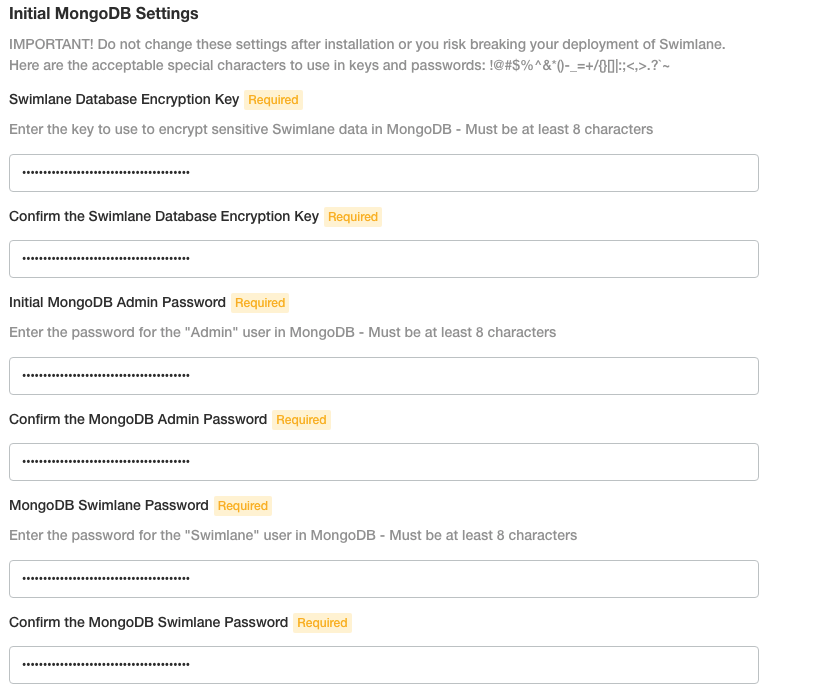 Initial MongoDB Settings
IMPORTANT! Do not change these settings after installation or you risk breaking your deployment of Swimlane.
Here are the acceptable special characters to use in keys and passwords: !@#$%^&*()-_=+/{}[]|:;<,>.?`~
Swimlane Database Encryption Key Required
Enter the key to use to encrypt sensitive Swimlane data in MongoDB - Must be at least 8 characters
••••••••••••••••••••••••••••••••••••••••
Confirm the Swimlane Database Encryption Key Required
••••••••••••••••••••••••••••••••••••••••
Initial MongoDB Admin Password Required
Enter the password for the "Admin" user in MongoDB - Must be at least 8 characters
••••••••••••••••••••••••••••••••••••••••
Confirm the MongoDB Admin Password Required
••••••••••••••••••••••••••••••••••••••••
MongoDB Swimlane Password Required
Enter the password for the "Swimlane" user in MongoDB - Must be at least 8 characters
••••••••••••••••••••••••••••••••••••••••
Confirm the MongoDB Swimlane Password Required
••••••••••••••••••••••••••••••••••••••••